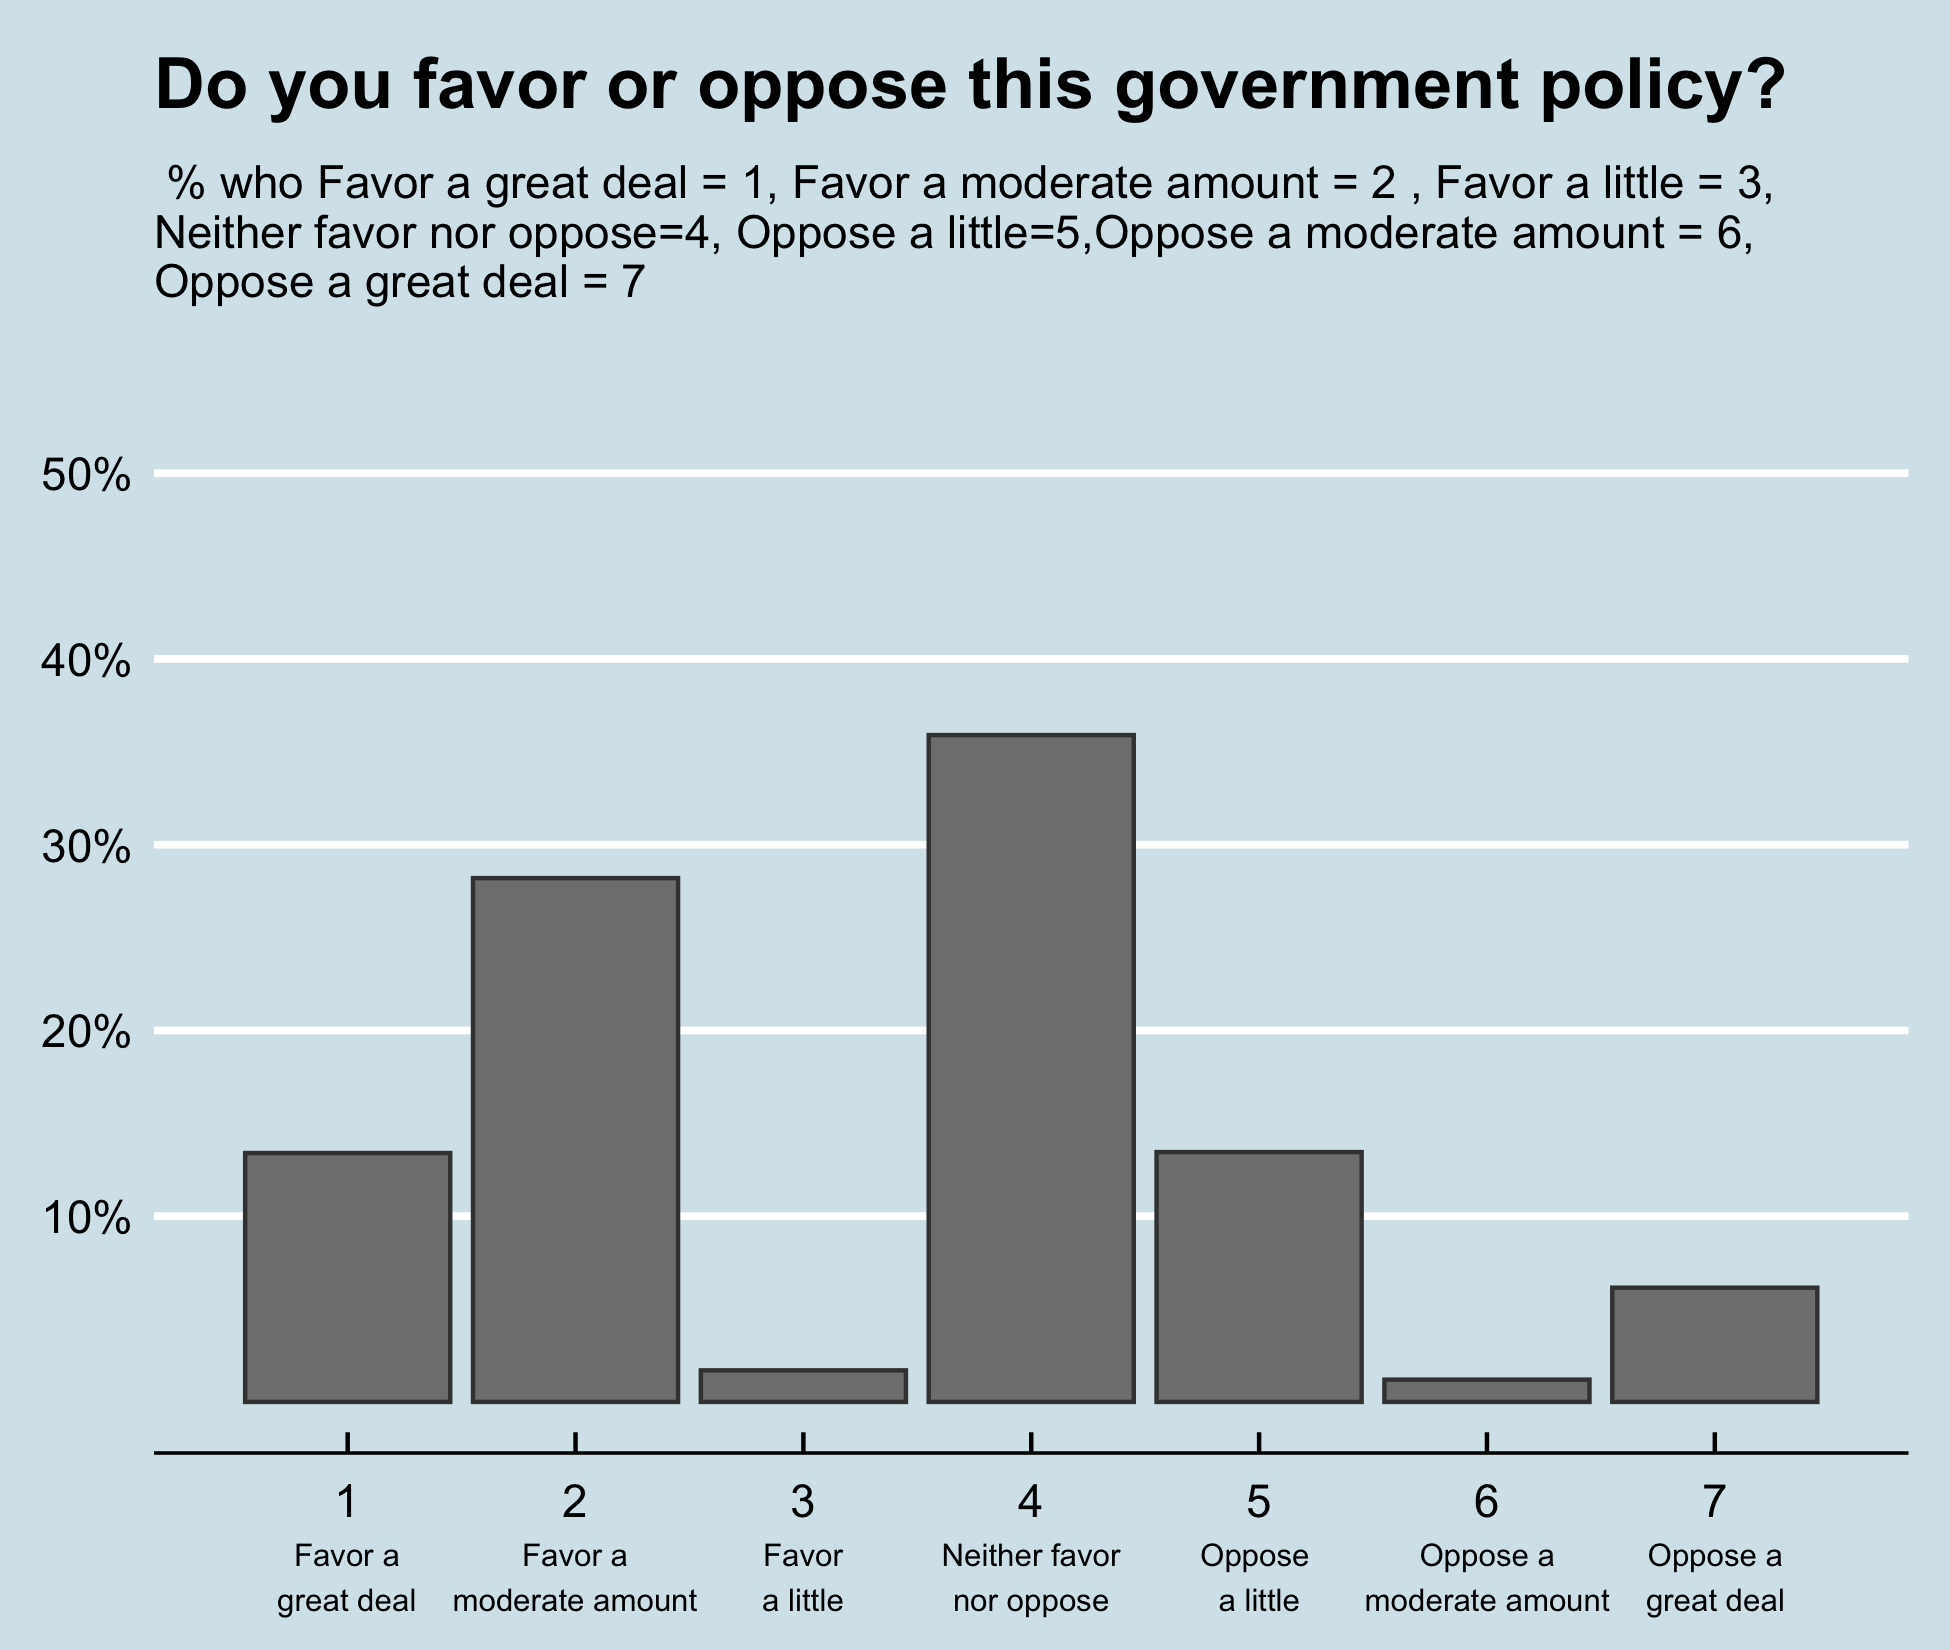 Do you favor or oppose this government policy?
% who Favor a great deal = 1, Favor a moderate amount = 2 , Favor a little = 3,
Neither favor nor oppose=4, Oppose a little=5,Oppose a moderate amount = 6,
Oppose a great deal = 7
50%
40%
30%
20%
10%
1 2 3 4 5 6 7
Favor a Favor a Favor Neither favor Oppose Oppose a Oppose a
great deal moderate amount a little nor oppose a little moderate amount great deal